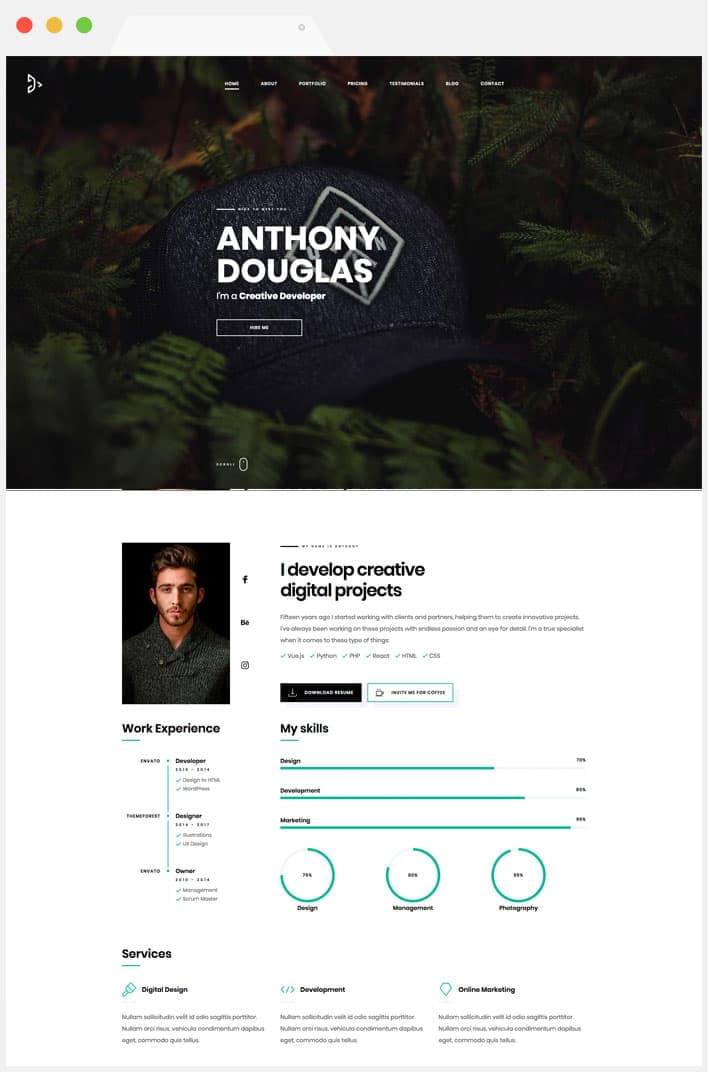 HOME ABOUT PORTFOLIO PRICING TESTIMONIALS BLOG CONTACT
NICE TO MEET YOU
ANTHONY
DOUGLAS
I'm a Creative Developer
HIRE ME
SCROLL
MY NAME IS ANTHONY
I develop creative
digital projects
Bē
Fifteen years ago I started working with clients and partners, helping them to create innovative projects.
I've always been working on these projects with endless passion and an eye for detail. I'm a true specialist
when it comes to these type of things:
Vue.js Python PHP React HTML CSS
DOWNLOAD RESUME INVITE ME FOR COFFEE
Work Experience
ENVATO Developer
2010 - 2014
Design to HTML
WordPress
THEMEFOREST Designer
2014 - 2017
Illustrations
UX Design
ENVATO Owner
2010 - 2014
Management
Scrum Master
My skills
Design 70%
Development 80%
Marketing
Design
80%
Management
95%
Photography
Services
Digital Design
Nullam sollicitudin velit id odio sagittis porttitor.
Nullam orci risus, vehicula condimentum dapibus
eget, commodo quis tellus.
Development
Nullam sollicitudin velit id odio sagittis porttitor.
Nullam orci risus, vehicula condimentum dapibus
eget, commodo quis tellus.
Online Marketing
Nullam sollicitudin velit id odio sagittis porttitor.
Nullam orci risus, vehicula condimentum dapibus
eget, commodo quis tellus.